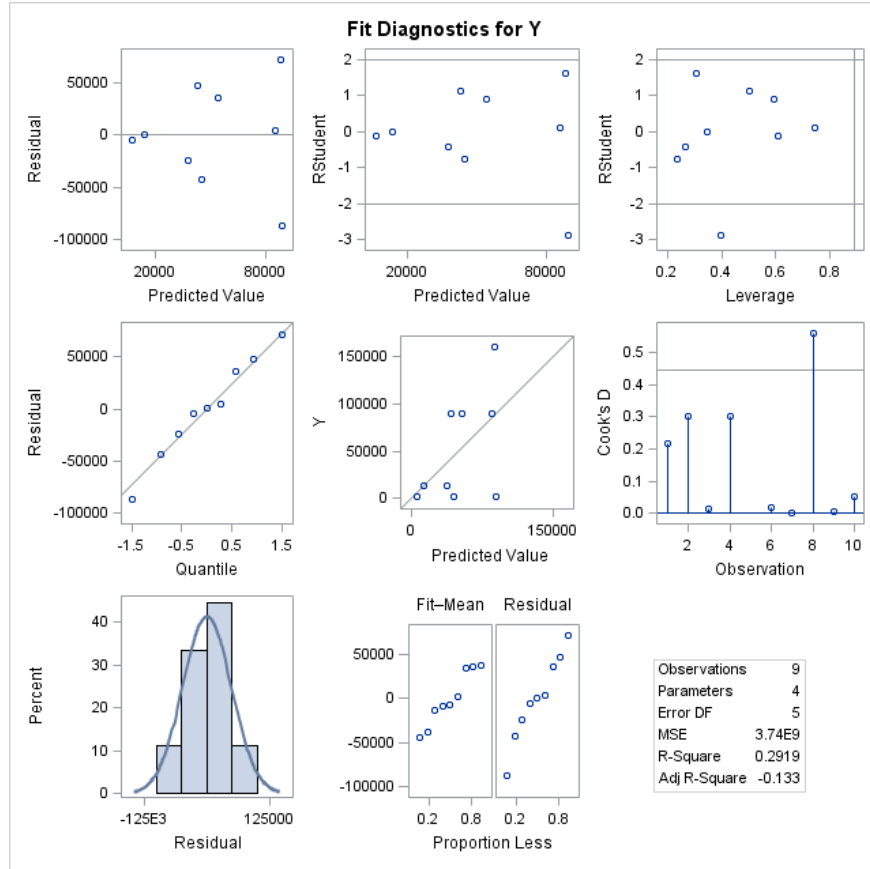 Fit Diagnostics for Y
50000
0
-50000
-100000
Residual
20000
80000
Predicted Value
2
1
0
-1
-2
-3
RStudent
20000
80000
Predicted Value
2
1
0
-1
-2
-3
RStudent
0.2
0.4
0.6
0.8
Leverage
50000
0
-50000
-100000
Residual
-1.5
-0.5
0.5
1.5
Quantile
150000
100000
50000
0
Y
0
150000
Predicted Value
0.5
0.4
0.3
0.2
0.1
0.0
Cook's D
2
4
6
8
10
Observation
40
30
20
10
0
Percent
-125E3
125000
Residual
Fit–Mean
Residual
50000
0
-50000
-100000
0.2
0.8
0.2
0.8
Proportion Less
Observations 9
Parameters 4
Error DF 5
MSE 3.74E9
R-Square 0.2919
Adj R-Square -0.133